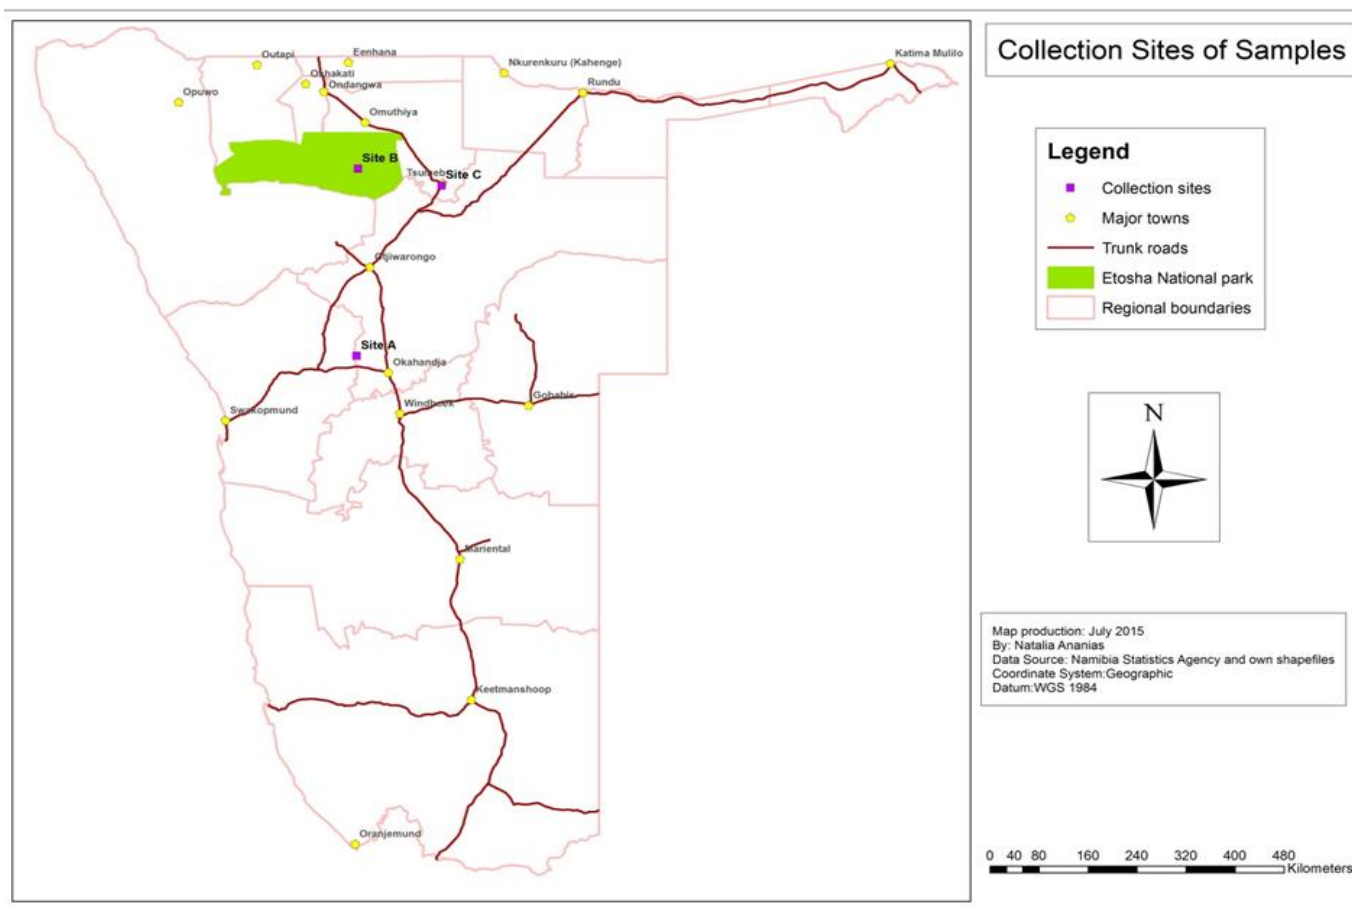 Collection Sites of Samples
Outapi
Eenhana
Oshakati
Ondangwa
Nkurenkuru (Kahenge)
Rundu
Katima Mulilo
Opuwo
Omuthiya
Site B
Tsumeb
Site C
Otjiwarongo
Site A
Okahandja
Swakopmund
Windhoek
Gobabis
Mariental
Keetmanshoop
Oranjemund
Legend
Collection sites
Major towns
Trunk roads
Etosha National park
Regional boundaries
N
Map production: July 2015
By: Natalia Ananias
Data Source: Namibia Statistics Agency and own shapefiles
Coordinate System:Geographic
Datum:WGS 1984
0 40 80 160 240 320 400 480
Kilometers